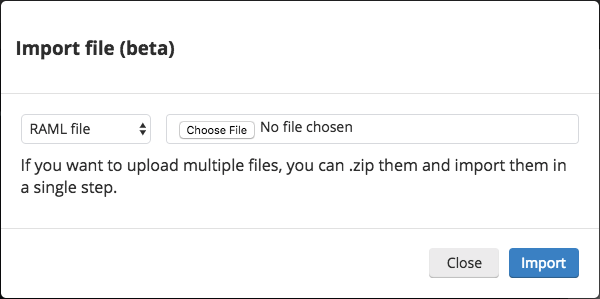 Import file (beta)
RAML file Choose File No file chosen
If you want to upload multiple files, you can .zip them and import them in
a single step.
Close Import